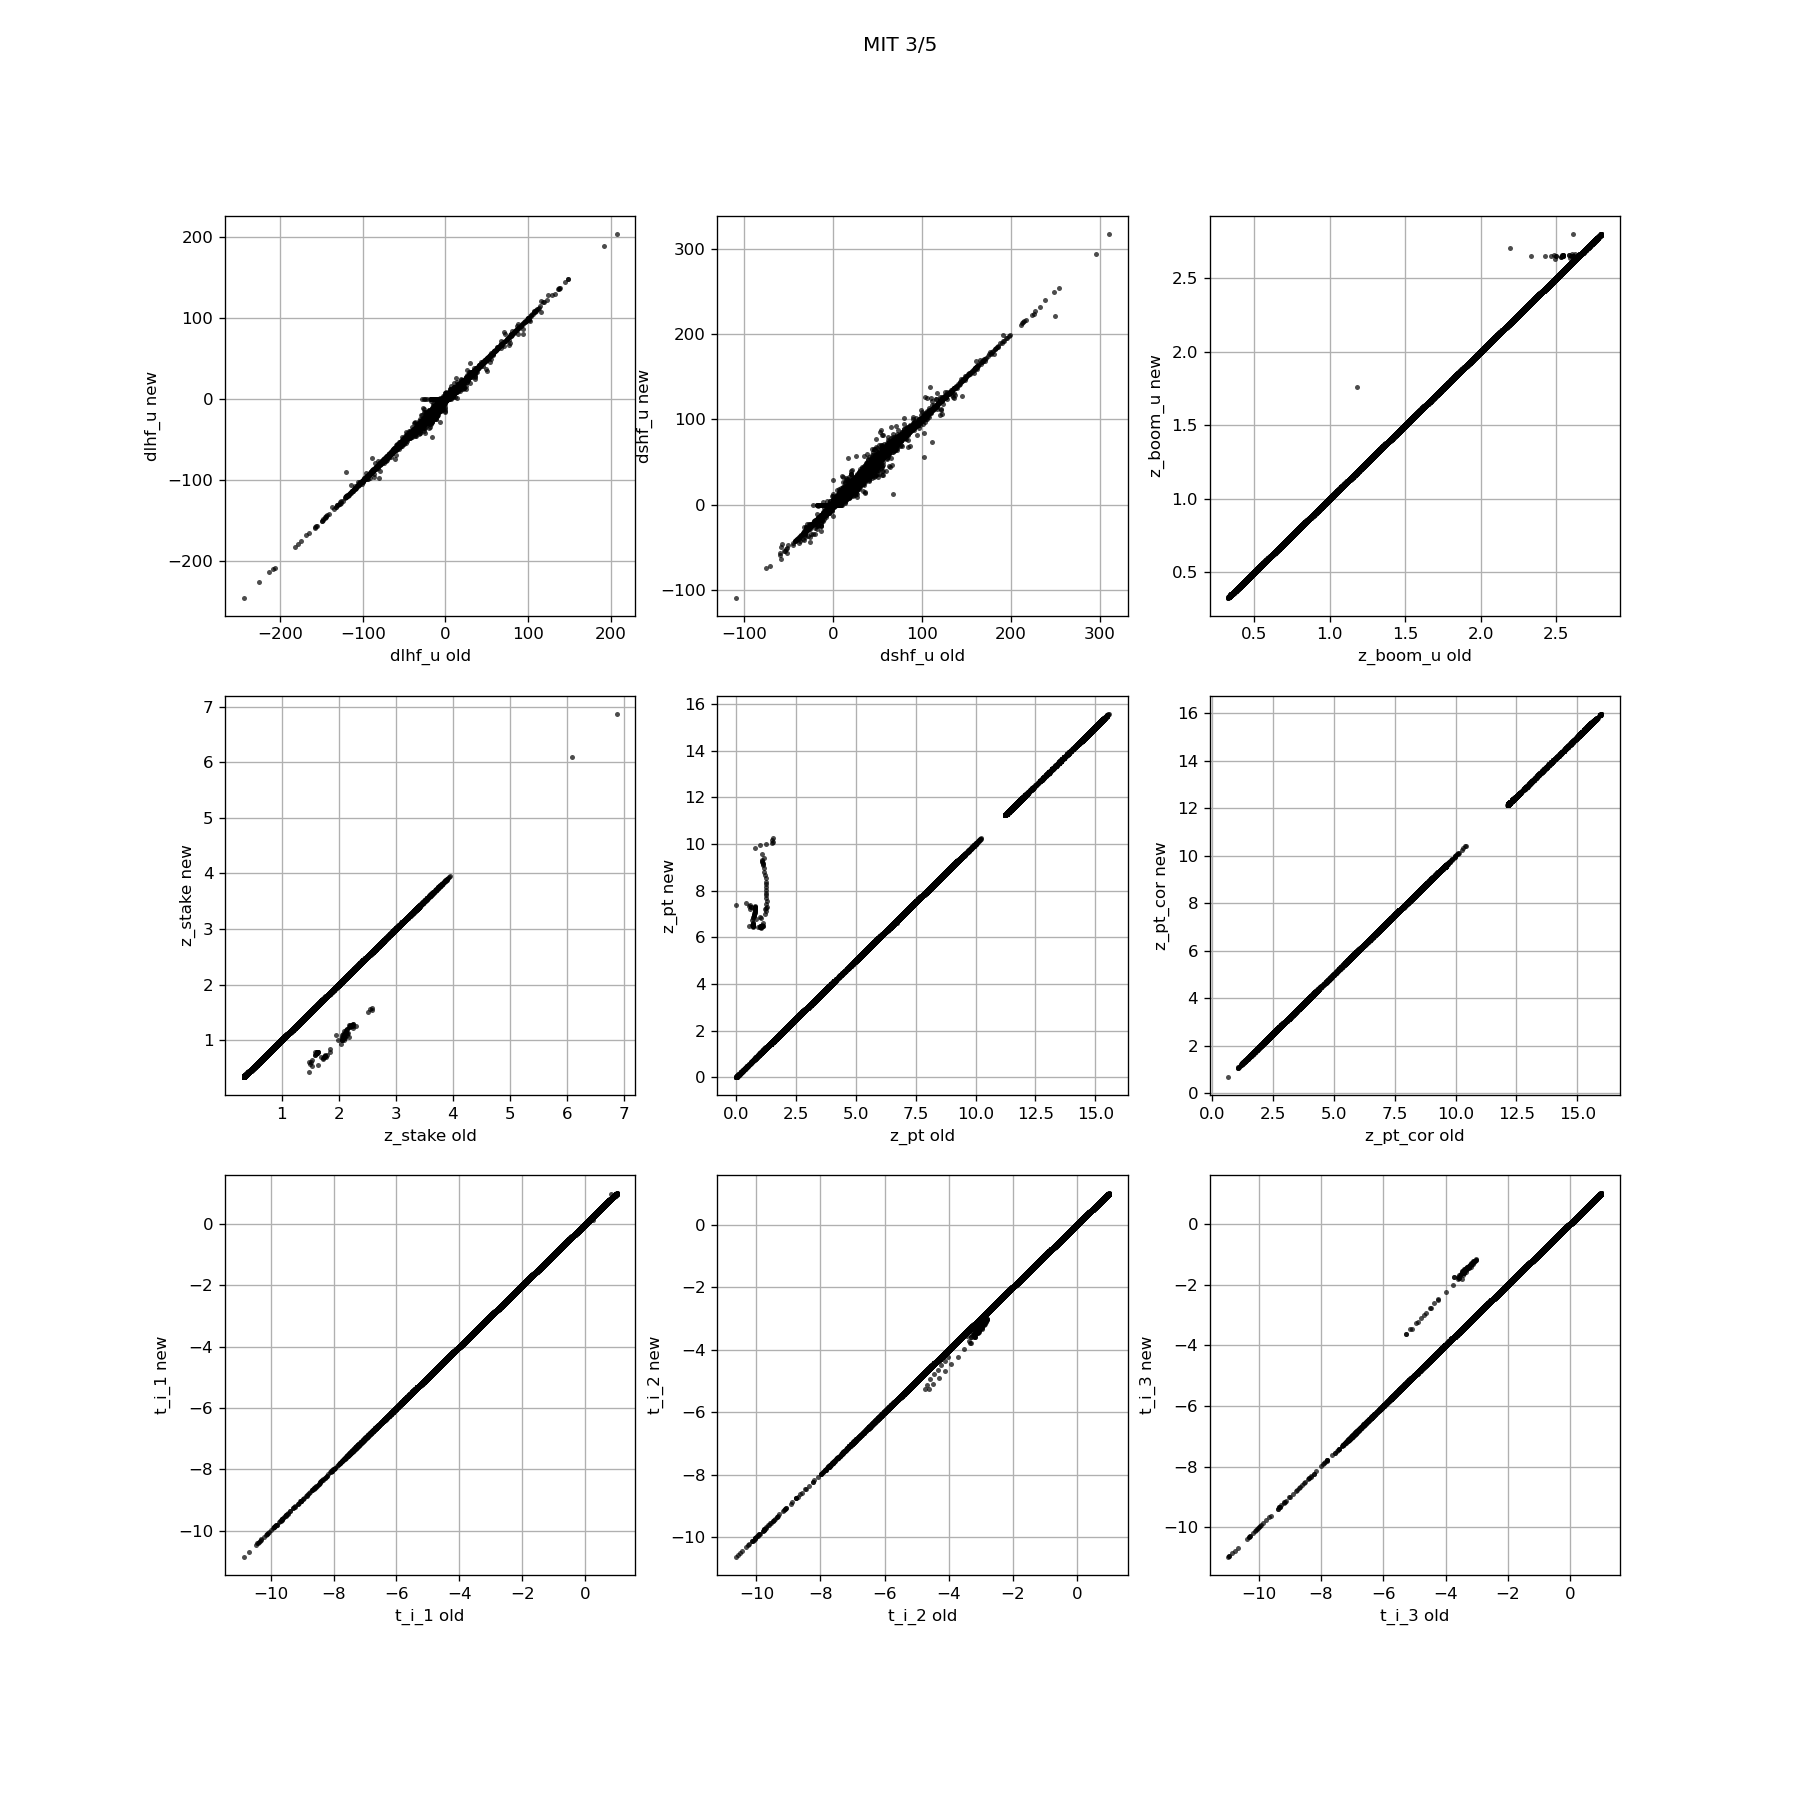 MIT 3/5
200
100
0
−100
−200
dlhf_u new
−200 −100 0 100 200
dlhf_u old
300
200
100
0
−100
dshf_u new
−100 0 100 200 300
dshf_u old
2.5
2.0
1.5
1.0
0.5
z_boom_u new
0.5 1.0 1.5 2.0 2.5
z_boom_u old
7
6
5
4
3
2
1
z_stake new
1 2 3 4 5 6 7
z_stake old
16
14
12
10
8
6
4
2
0
z_pt new
0.0 2.5 5.0 7.5 10.0 12.5 15.0
z_pt old
16
14
12
10
8
6
4
2
0
z_pt_cor new
0.0 2.5 5.0 7.5 10.0 12.5 15.0
z_pt_cor old
0
−2
−4
−6
−8
−10
t_i_1 new
−10 −8 −6 −4 −2 0
t_i_1 old
0
−2
−4
−6
−8
−10
t_i_2 new
−10 −8 −6 −4 −2 0
t_i_2 old
0
−2
−4
−6
−8
−10
t_i_3 new
−10 −8 −6 −4 −2 0
t_i_3 old